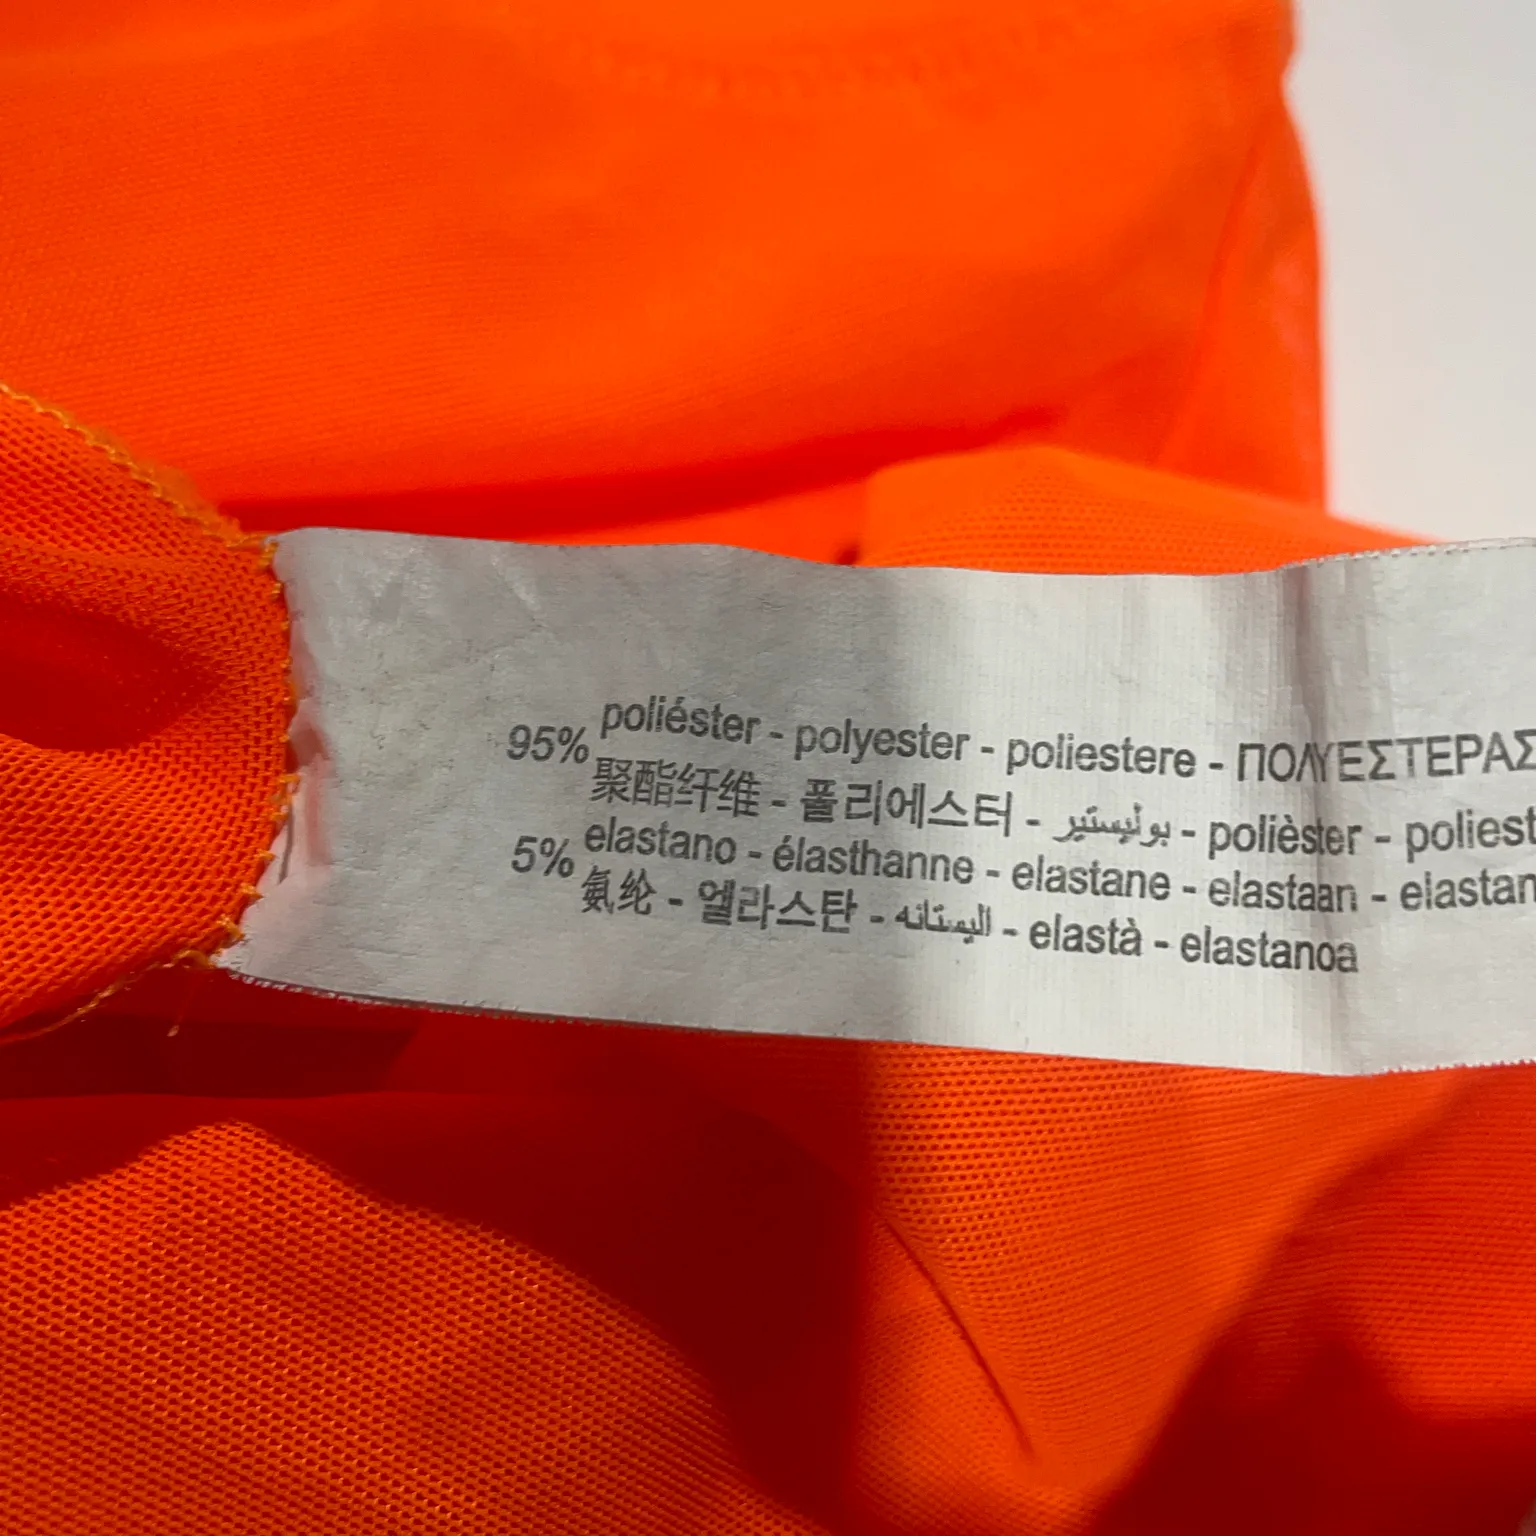 95% poliéster - polyester - poliestere - ΠΟΛΥΕΣΤΕΡΑΣ
聚酯纤维 - 폴리에스터 - بوليستير - polièster - poliest
5% elastano - élasthanne - elastane - elastaan - elastan
氨纶 - 엘라스탄 - اليستانه - elastà - elastanoa